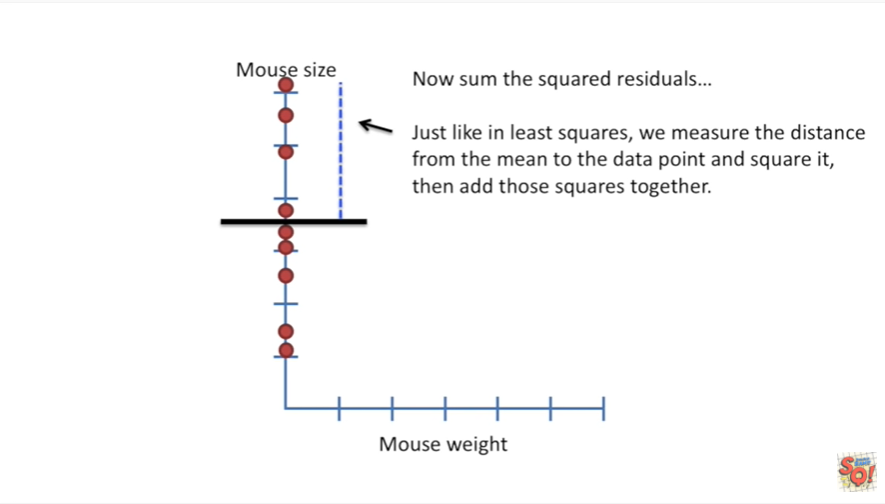 Mouse size
Now sum the squared residuals...
Just like in least squares, we measure the distance
from the mean to the data point and square it,
then add those squares together.
Mouse weight
SQ!